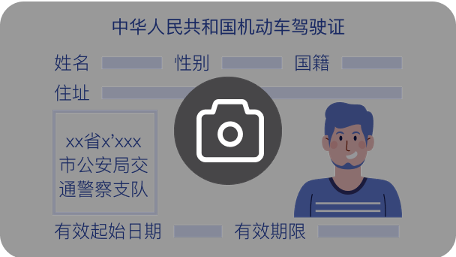 中华人民共和国机动车驾驶证
姓名 性别 国籍
住址
xx省x'xxx
市公安局交
通警察支队
有效起始日期 有效期限